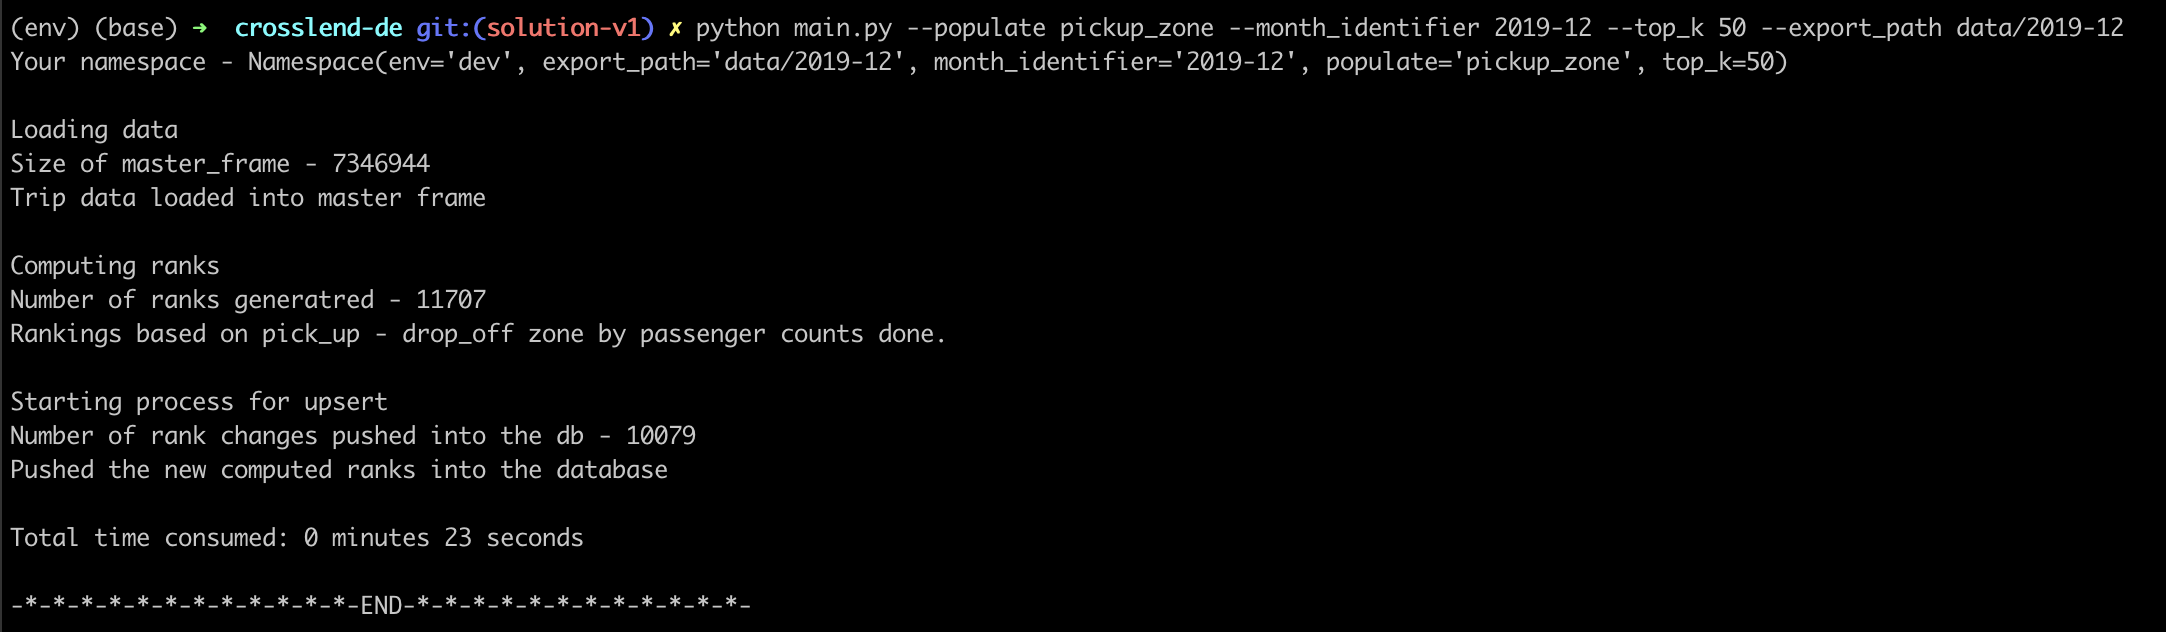 (env) (base) ➜  crosslend-de git:(solution-v1) ✗ python main.py --populate pickup_zone --month_identifier 2019-12 --top_k 50 --export_path data/2019-12
Your namespace - Namespace(env='dev', export_path='data/2019-12', month_identifier='2019-12', populate='pickup_zone', top_k=50)
Loading data
Size of master_frame - 7346944
Trip data loaded into master frame
Computing ranks
Number of ranks generatred - 11707
Rankings based on pick_up - drop_off zone by passenger counts done.
Starting process for upsert
Number of rank changes pushed into the db - 10079
Pushed the new computed ranks into the database
Total time consumed: 0 minutes 23 seconds
-*-*-*-*-*-*-*-*-*-*-*-*-END-*-*-*-*-*-*-*-*-*-*-*-*-